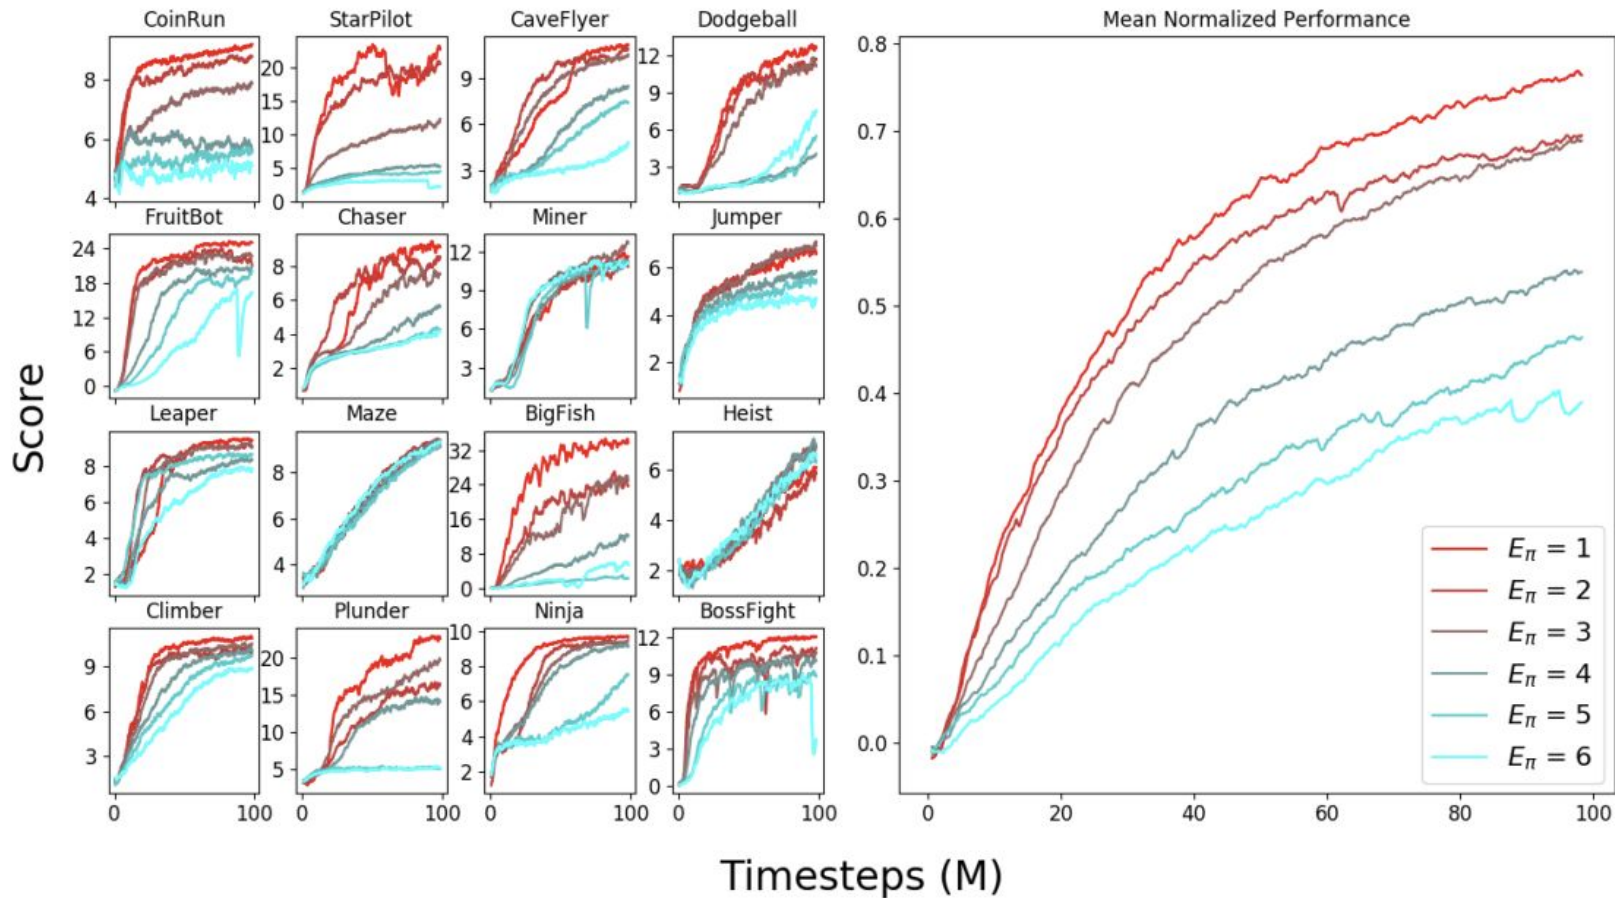 CoinRun
StarPilot
CaveFlyer
Dodgeball
Mean Normalized Performance
8
6
4
20
15
10
5
0
9
6
3
12
9
6
3
0.8
0.7
0.6
0.5
0.4
0.3
0.2
0.1
0.0
FruitBot
Chaser
Miner
Jumper
24
18
12
6
0
8
6
4
2
12
9
6
3
6
4
2
Score
Leaper
Maze
BigFish
Heist
8
6
4
2
8
6
4
32
24
16
8
0
6
4
2
Climber
Plunder
Ninja
BossFight
9
6
3
20
15
10
5
10
8
6
4
2
12
9
6
3
0
Eπ = 1
Eπ = 2
Eπ = 3
Eπ = 4
Eπ = 5
Eπ = 6
0 100 0 100 0 100 0 100 0 20 40 60 80 100
Timesteps (M)